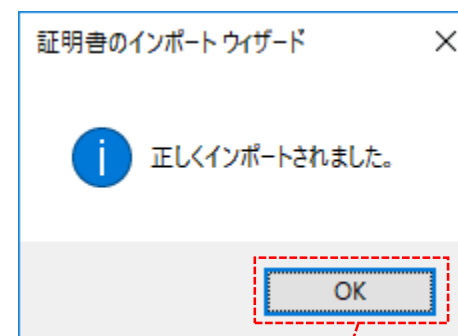 証明書のインポート ウィザード
正しくインポートされました。
OK